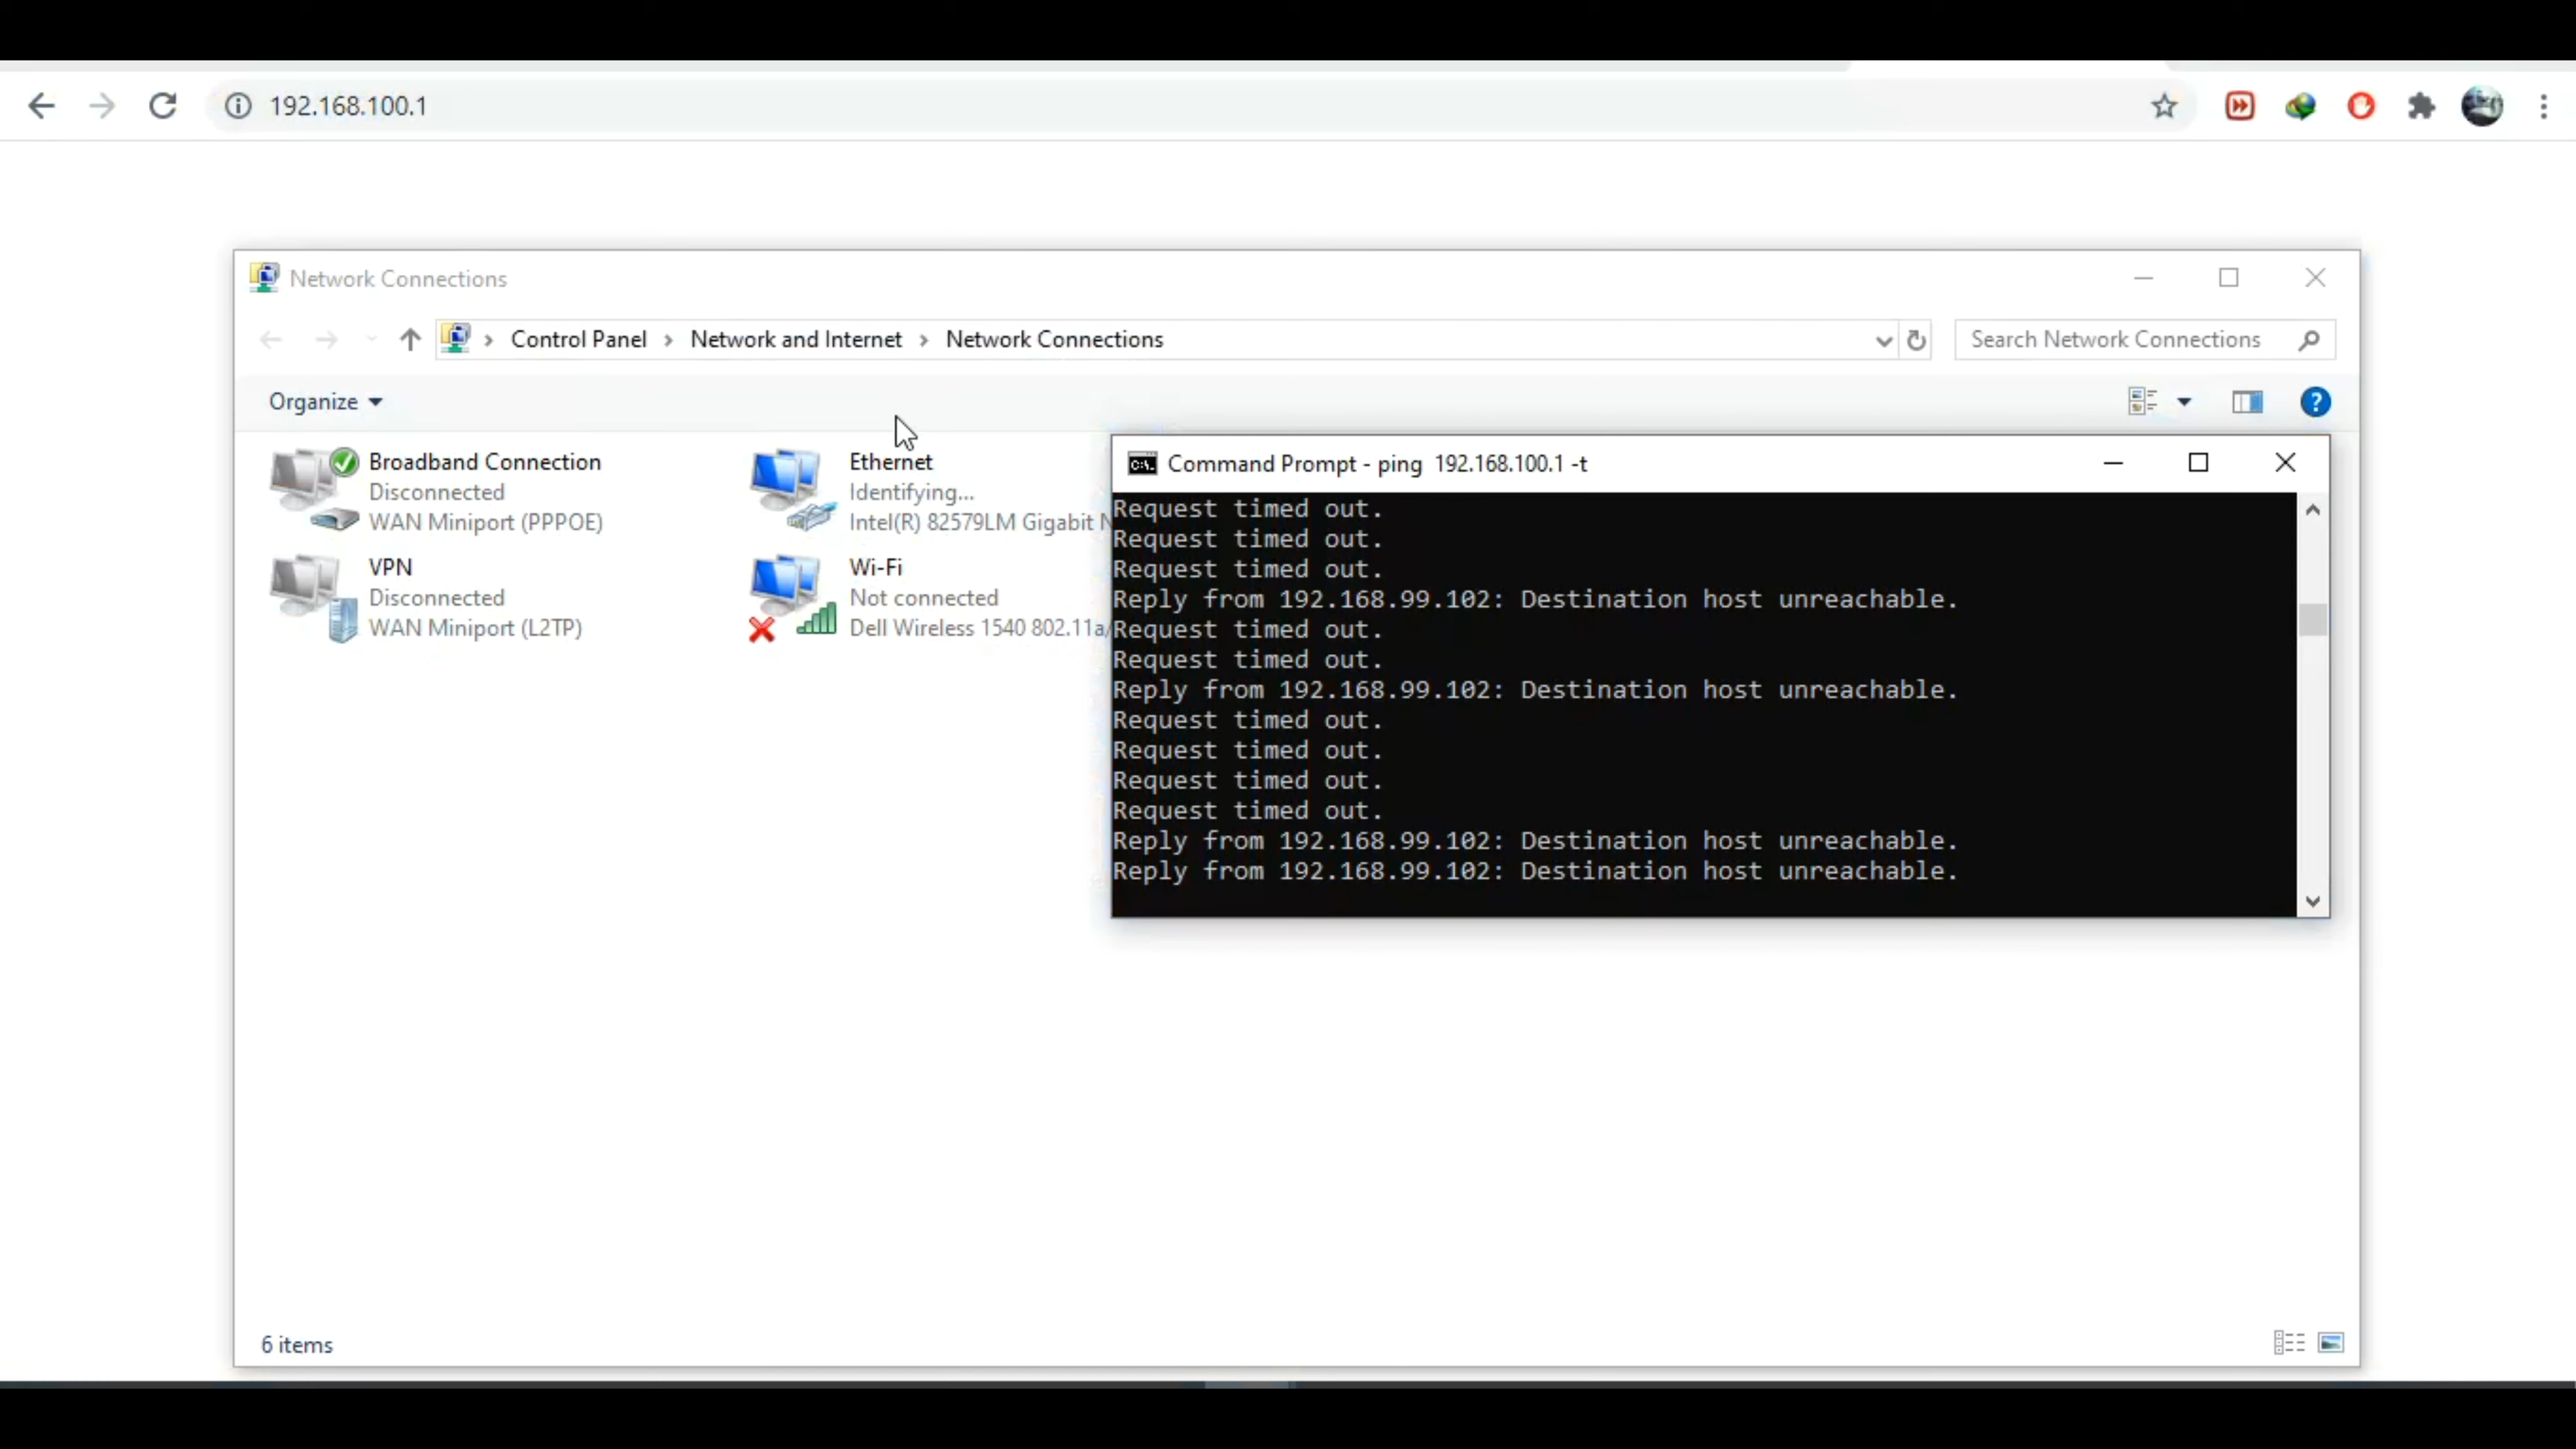 192.168.100.1
Network Connections
Control Panel > Network and Internet > Network Connections
Search Network Connections
Organize
Broadband Connection
Disconnected
WAN Miniport (PPPOE)
Ethernet
Identifying...
Intel(R) 82579LM Gigabit N
VPN
Disconnected
WAN Miniport (L2TP)
Wi-Fi
Not connected
Dell Wireless 1540 802.11a/
Command Prompt - ping 192.168.100.1 -t
Request timed out.
Request timed out.
Request timed out.
Reply from 192.168.99.102: Destination host unreachable.
Request timed out.
Request timed out.
Reply from 192.168.99.102: Destination host unreachable.
Request timed out.
Request timed out.
Request timed out.
Request timed out.
Reply from 192.168.99.102: Destination host unreachable.
Reply from 192.168.99.102: Destination host unreachable.
6 items